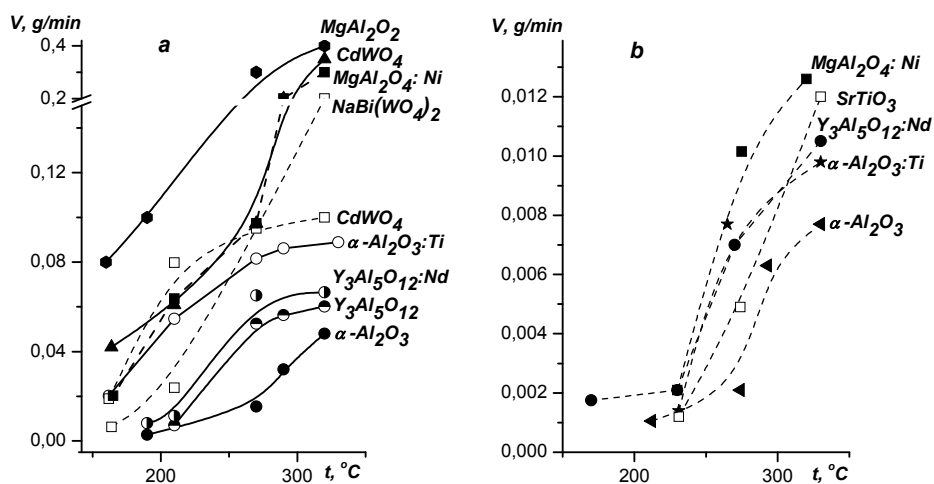 V, g/min
a
MgAl2O2
CdWO4
MgAl2O4: Ni
NaBi(WO4)2
CdWO4
α-Al2O3:Ti
Y3Al5O12:Nd
Y3Al5O12
α-Al2O3
0,4
0,2
0,12
0,08
0,04
0,00
200
300
t, °C
V, g/min
b
MgAl2O4: Ni
SrTiO3
Y3Al5O12:Nd
α-Al2O3:Ti
α-Al2O3
0,012
0,010
0,008
0,006
0,004
0,002
0,000
200
300
t, °C